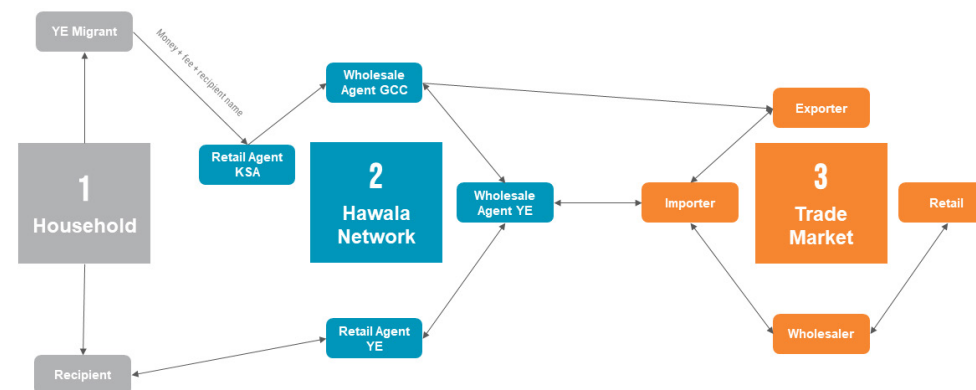 YE Migrant
Money + fee + recipient name
Wholesale
Agent GCC
Exporter
Retail Agent
KSA
1
Household
2
Hawala
Network
Wholesale
Agent YE
Importer
3
Trade
Market
Retail
Retail Agent
YE
Wholesaler
Recipient